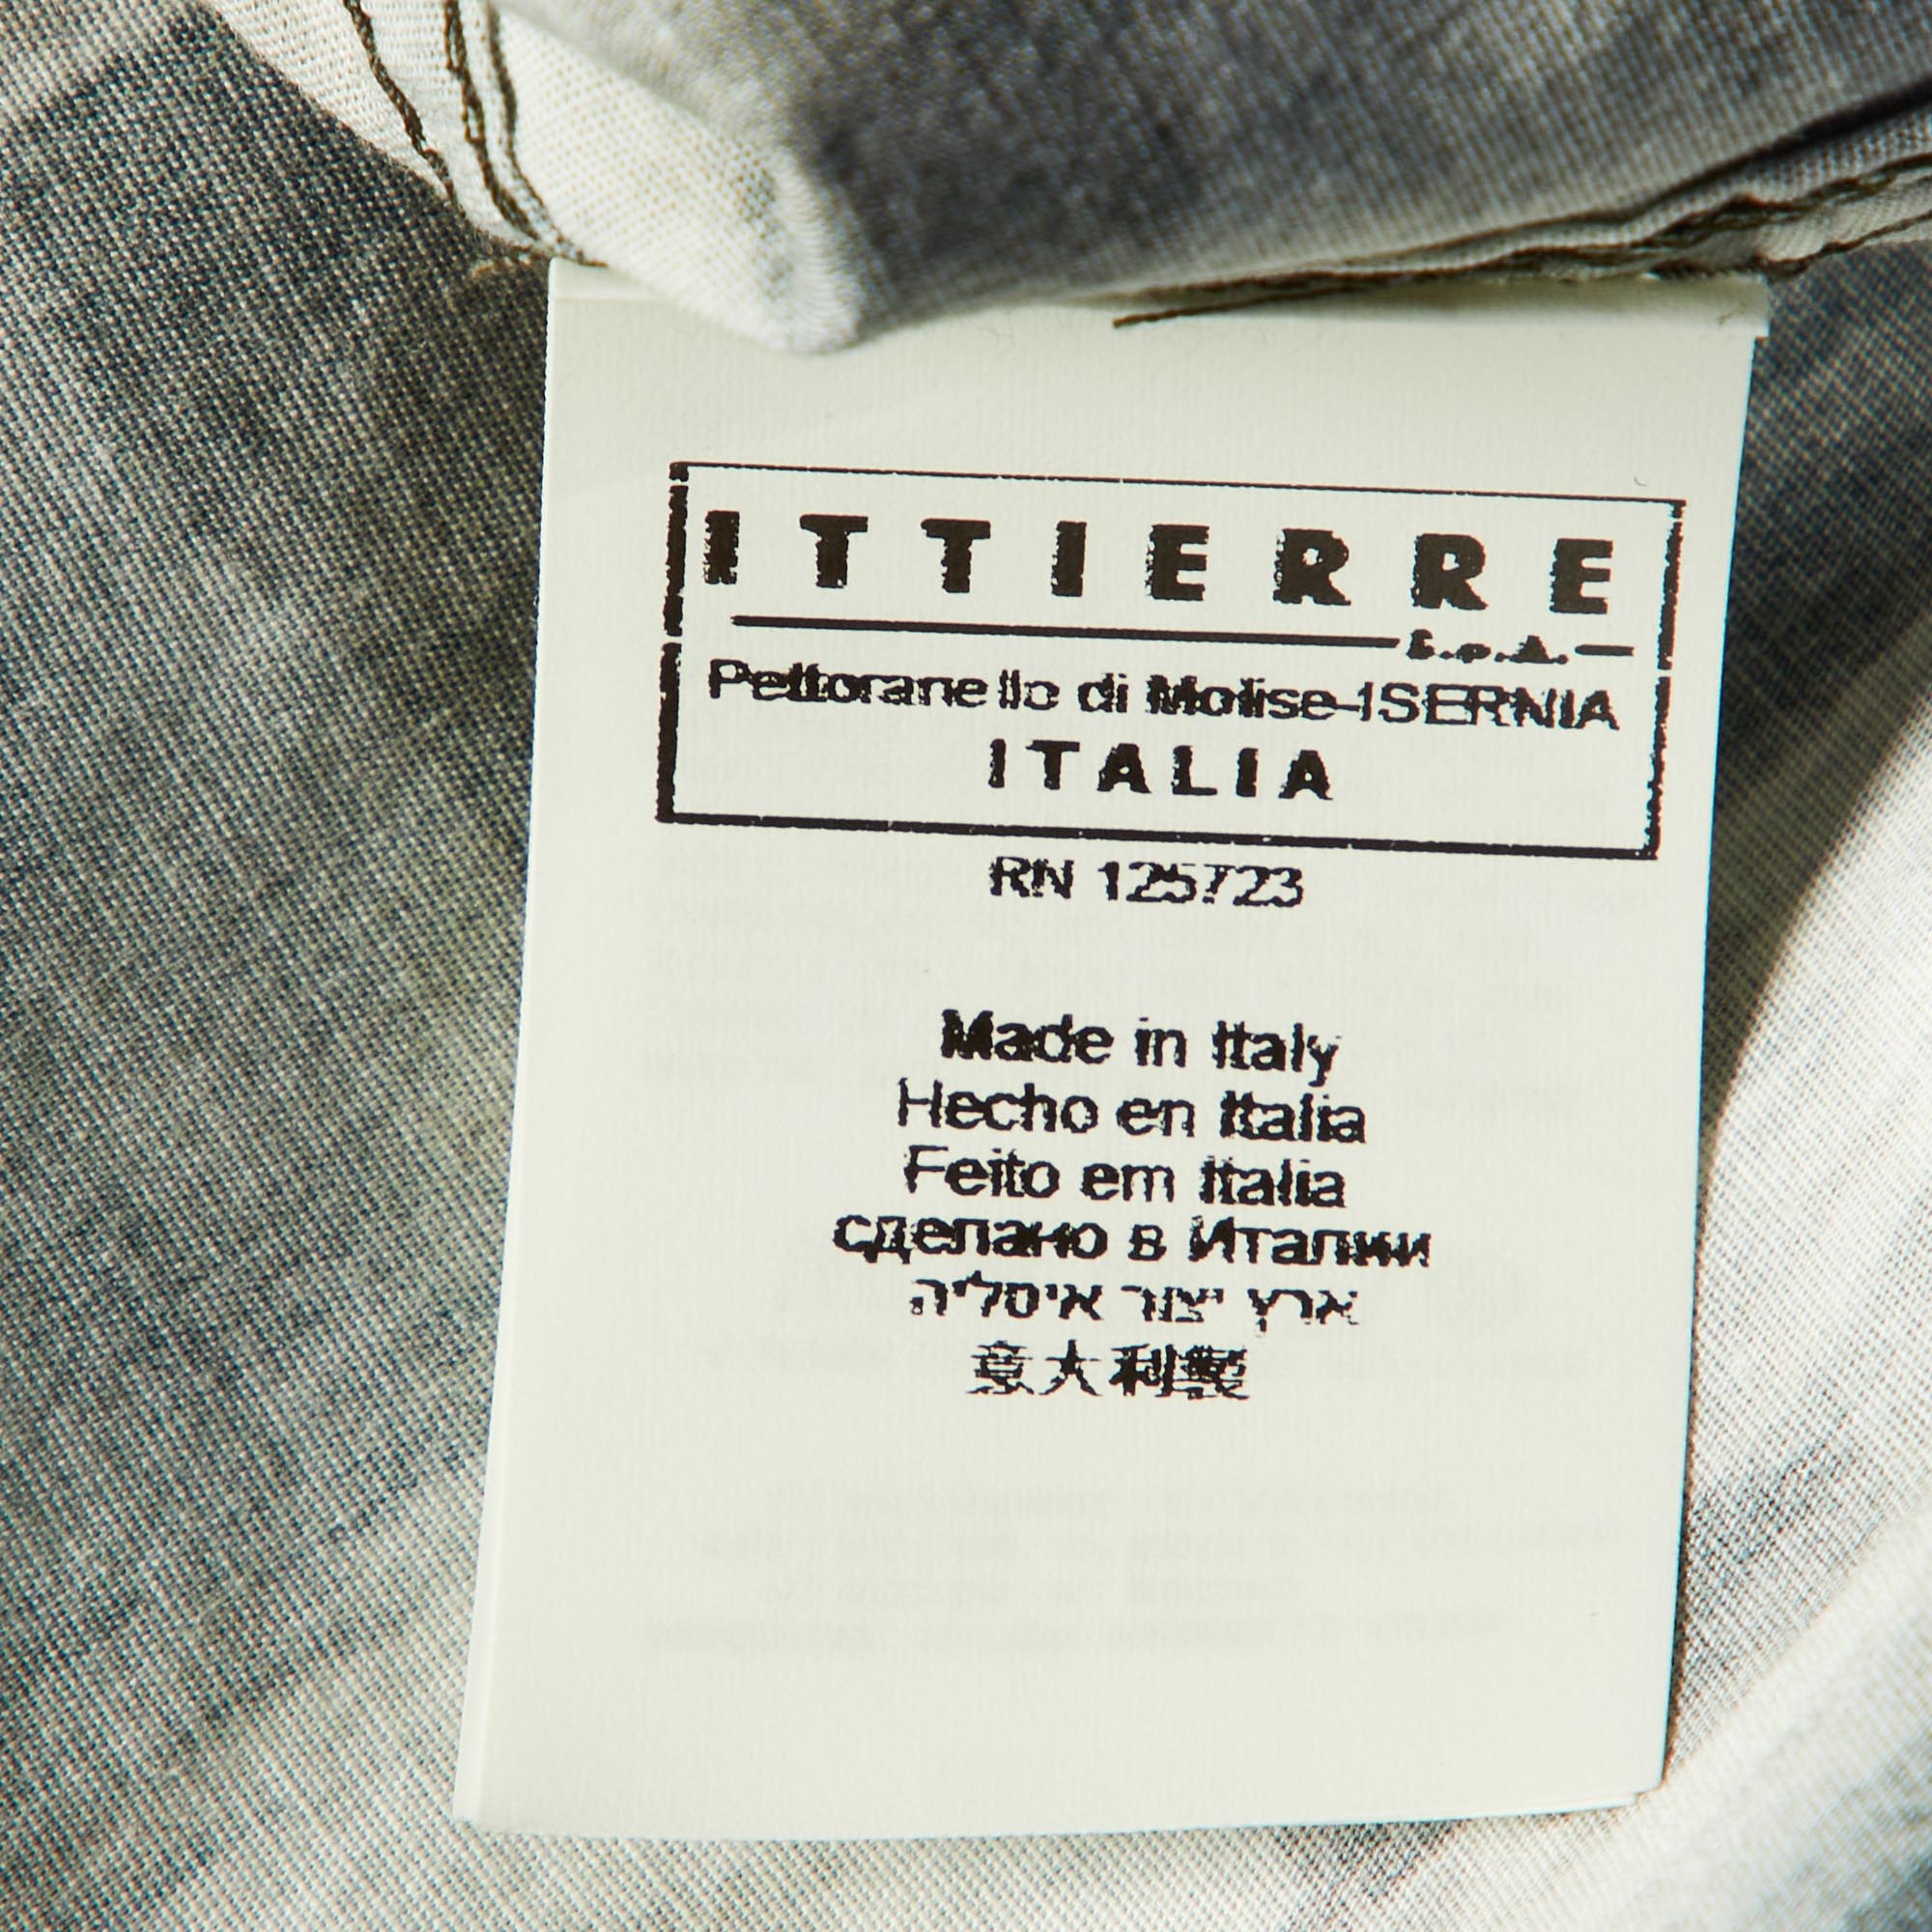 ITTIERRE
S.p.A.
Pettoranello di Molise-ISERNIA
ITALIA
RN 125723
Made in Italy
Hecho en Italia
Feito em Italia
сделано в Италии
ארץ יצור איטליה
意大利製